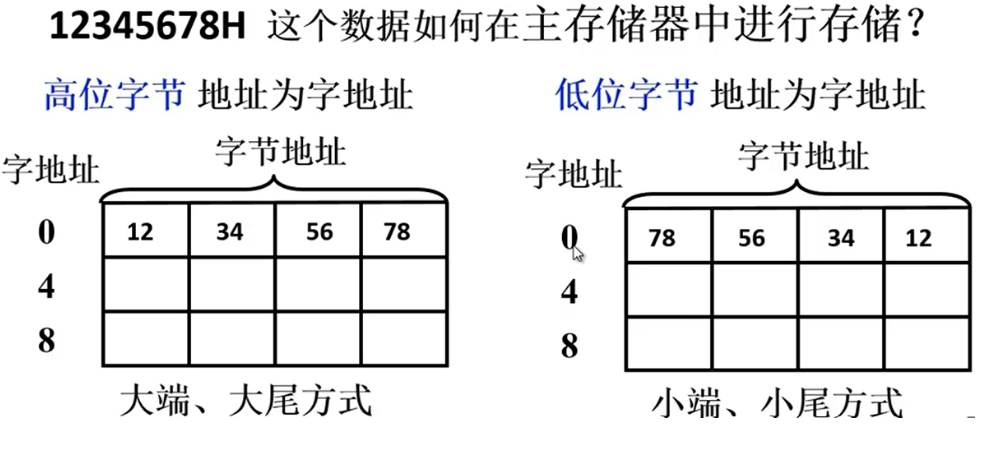 12345678H 这个数据如何在主存储器中进行存储？
高位字节 地址为字地址
字地址
字节地址
0 12 34 56 78
4
8
大端、大尾方式
低位字节 地址为字地址
字地址
字节地址
0 78 56 34 12
4
8
小端、小尾方式